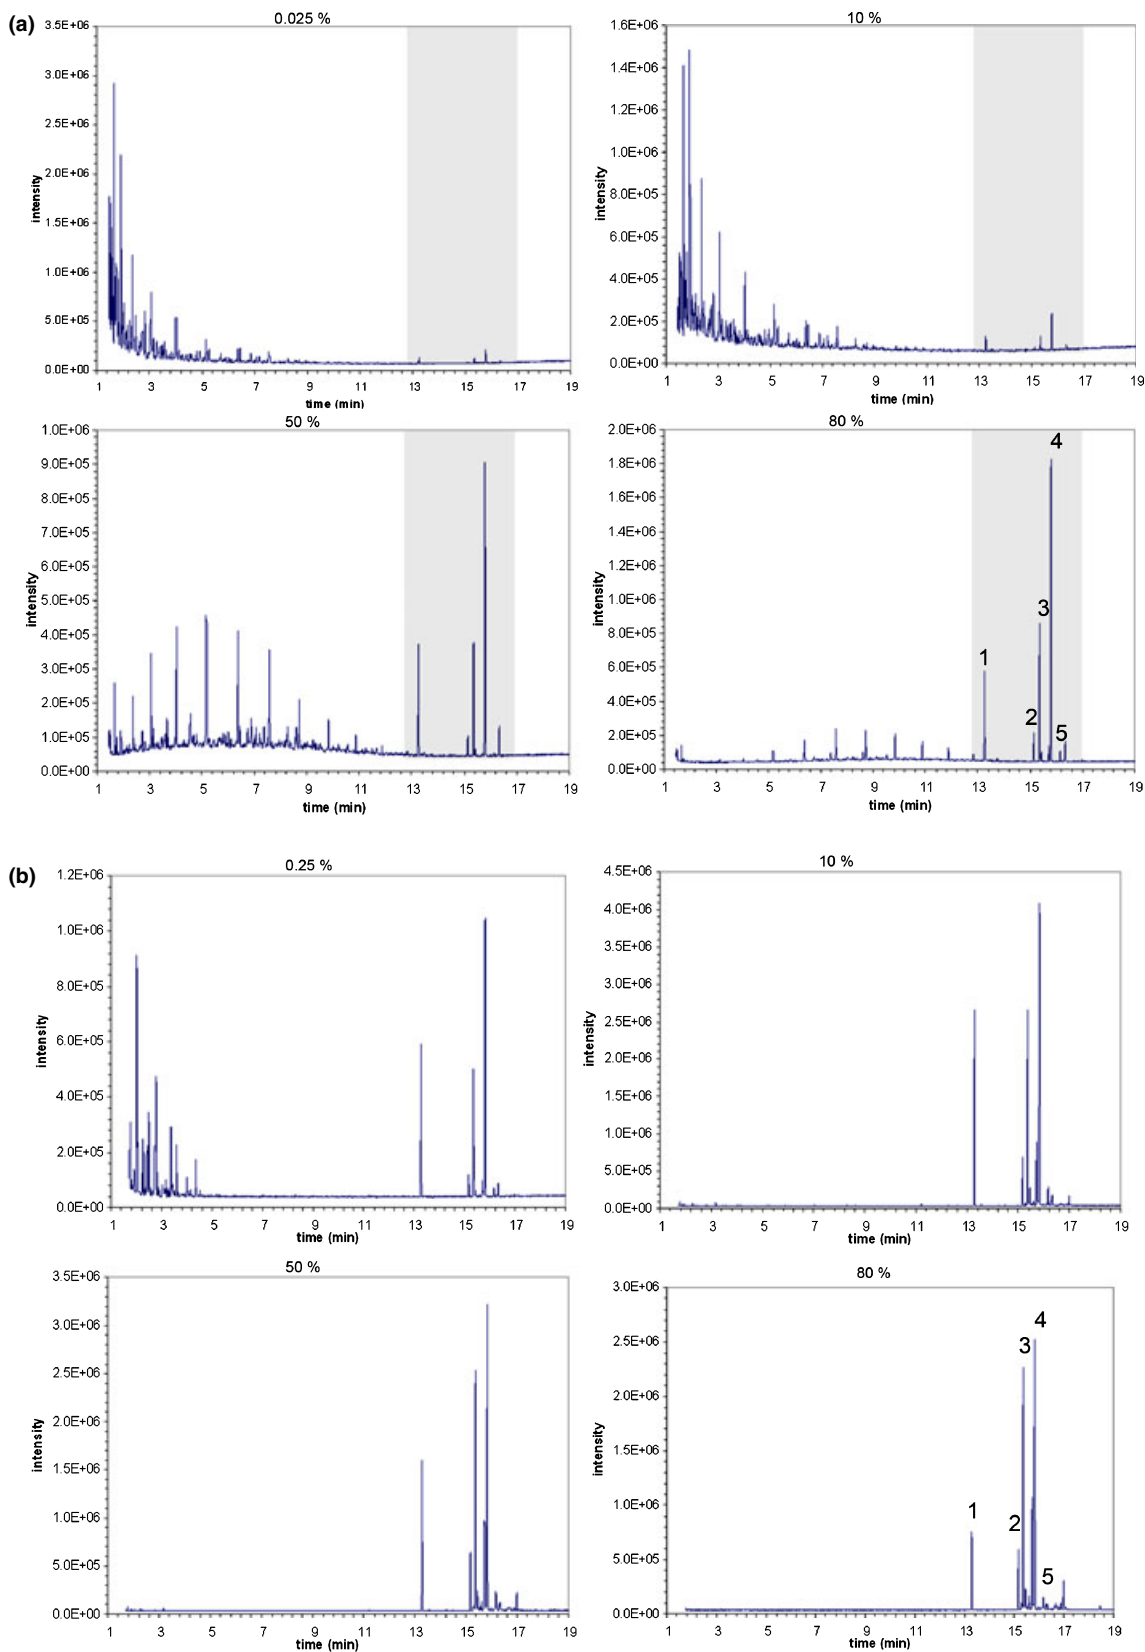 (a)
0.025 %
3.5E+06
3.0E+06
2.5E+06
2.0E+06
1.5E+06
1.0E+06
5.0E+05
0.0E+00
intensity
1 3 5 7 9 11 13 15 17 19
time (min)
10 %
1.6E+06
1.4E+06
1.2E+06
1.0E+06
8.0E+05
6.0E+05
4.0E+05
2.0E+05
0.0E+00
intensity
1 3 5 7 9 11 13 15 17 19
time (min)
50 %
1.0E+06
9.0E+05
8.0E+05
7.0E+05
6.0E+05
5.0E+05
4.0E+05
3.0E+05
2.0E+05
1.0E+05
0.0E+00
intensity
1 3 5 7 9 11 13 15 17 19
time (min)
80 %
2.0E+06
1.8E+06
1.6E+06
1.4E+06
1.2E+06
1.0E+06
8.0E+05
6.0E+05
4.0E+05
2.0E+05
0.0E+00
intensity
1
2
3
4
5
1 3 5 7 9 11 13 15 17 19
time (min)
(b)
0.25 %
1.2E+06
1.0E+06
8.0E+05
6.0E+05
4.0E+05
2.0E+05
0.0E+00
intensity
1 3 5 7 9 11 13 15 17 19
time (min)
10 %
4.5E+06
4.0E+06
3.5E+06
3.0E+06
2.5E+06
2.0E+06
1.5E+06
1.0E+06
5.0E+05
0.0E+00
intensity
1 3 5 7 9 11 13 15 17 19
time (min)
50 %
3.5E+06
3.0E+06
2.5E+06
2.0E+06
1.5E+06
1.0E+06
5.0E+05
0.0E+00
intensity
1 3 5 7 9 11 13 15 17 19
time (min)
80 %
3.0E+06
2.5E+06
2.0E+06
1.5E+06
1.0E+06
5.0E+05
0.0E+00
intensity
1
2
3
4
5
1 3 5 7 9 11 13 15 17 19
time (min)